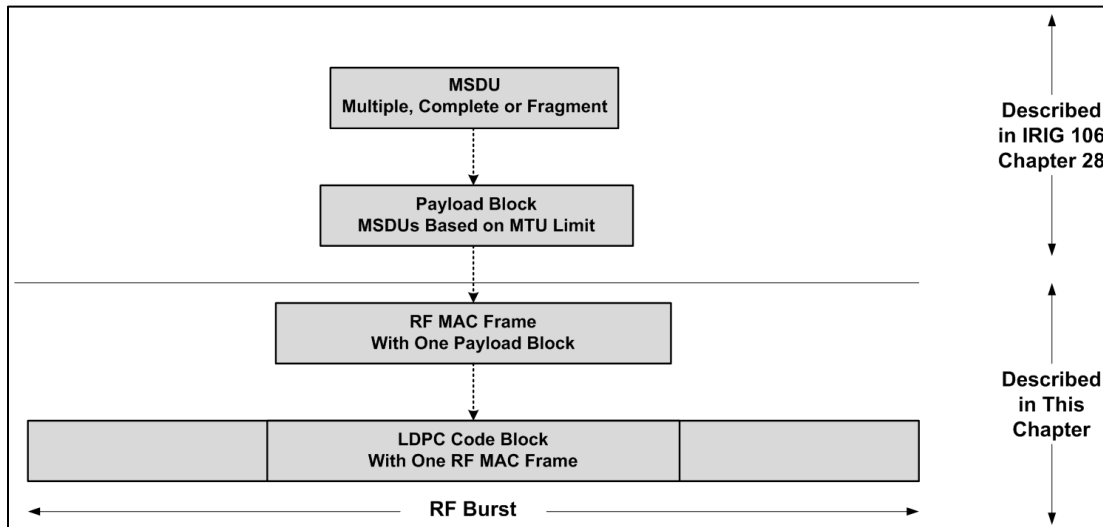 MSDU
Multiple, Complete or Fragment
Described
in IRIG 106
Chapter 28
Payload Block
MSDUs Based on MTU Limit
RF MAC Frame
With One Payload Block
Described
in This
Chapter
LDPC Code Block
With One RF MAC Frame
RF Burst